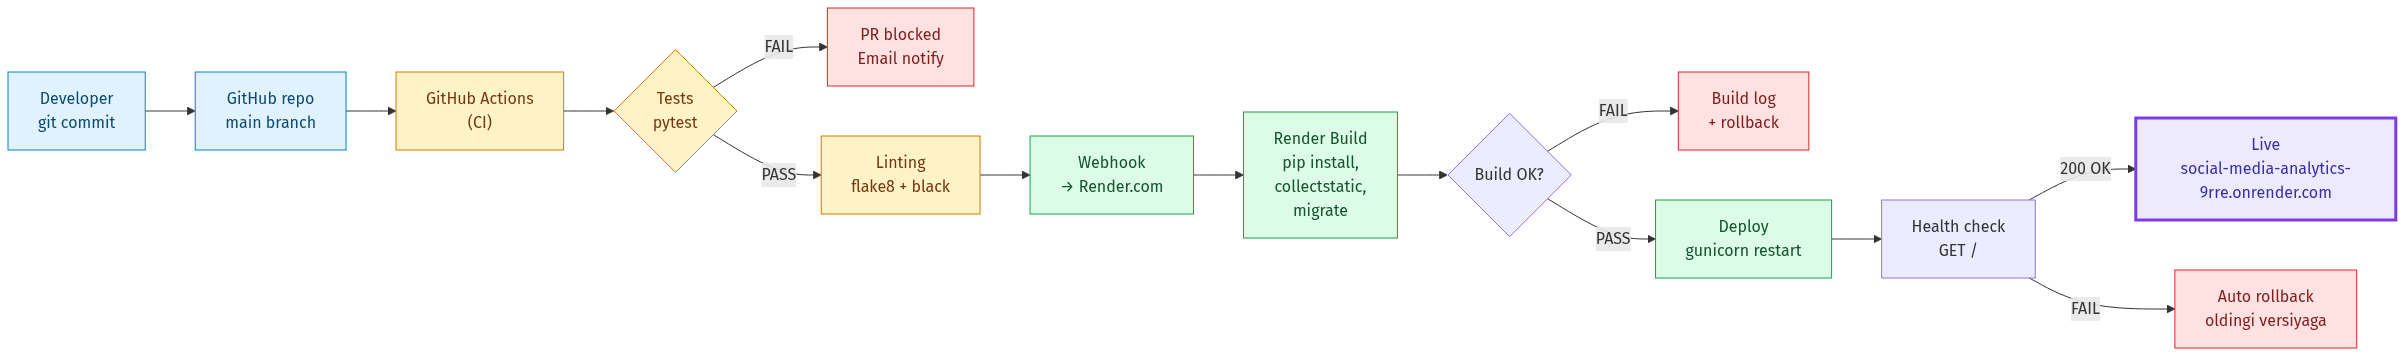 Developer
git commit
GitHub repo
main branch
GitHub Actions
(CI)
Tests
pytest
FAIL
PR blocked
Email notify
PASS
Linting
flake8 + black
Webhook
→ Render.com
Render Build
pip install,
collectstatic,
migrate
Build OK?
FAIL
Build log
+ rollback
PASS
Deploy
gunicorn restart
Health check
GET /
200 OK
Live
social-media-analytics-
9rre.onrender.com
FAIL
Auto rollback
oldingi versiyaga